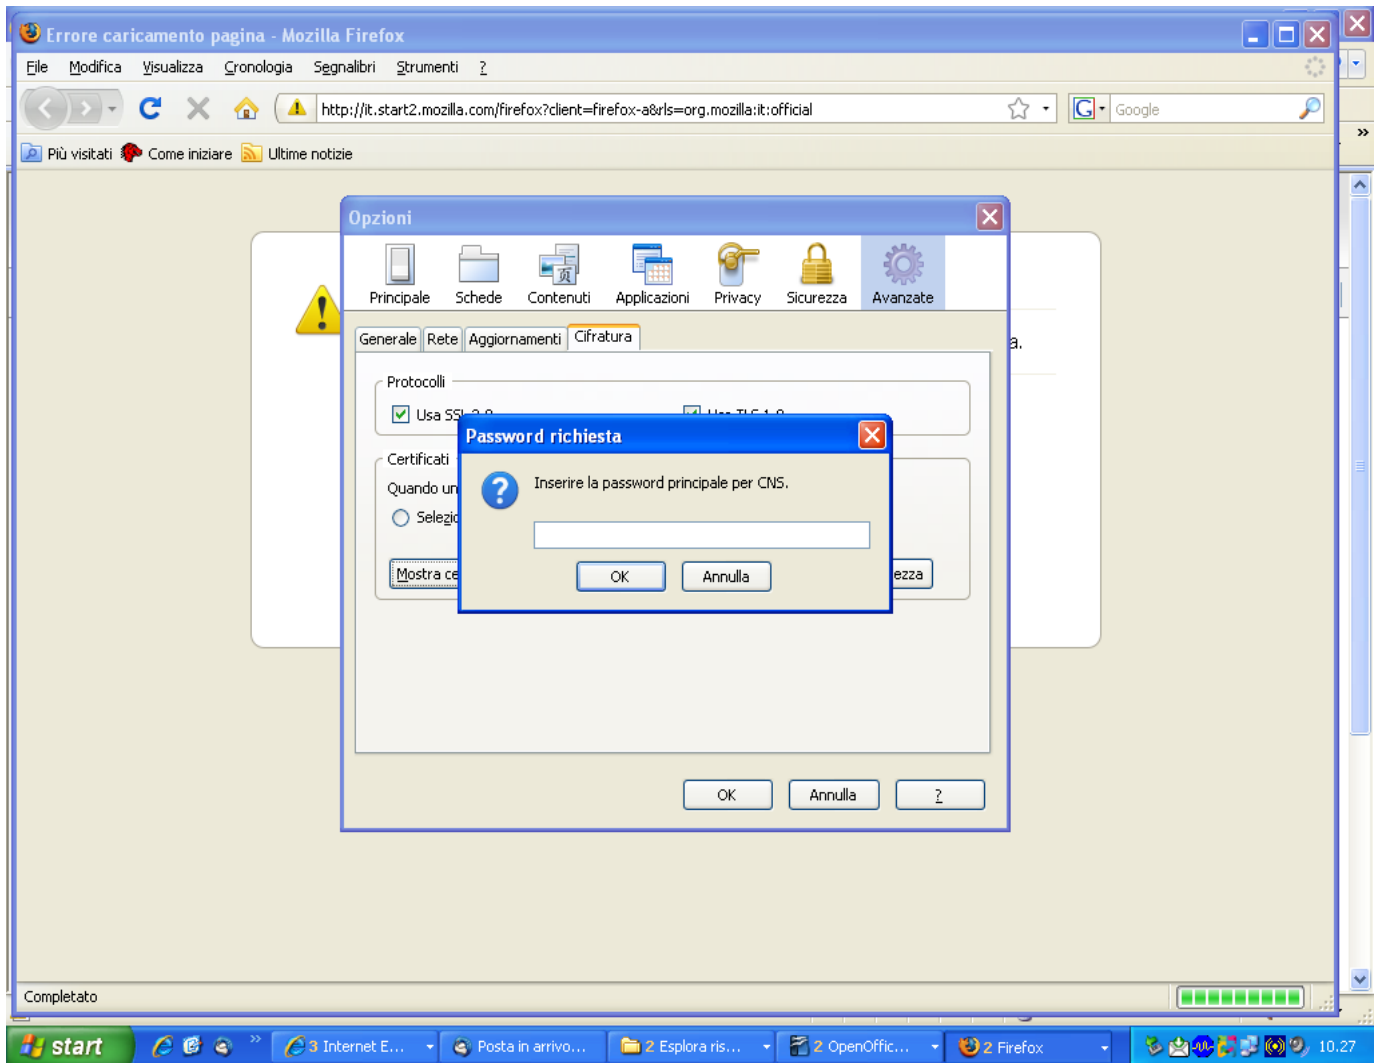 Errore caricamento pagina - Mozilla Firefox
File Modifica Visualizza Cronologia Segnalibri Strumenti ?
http://it.start2.mozilla.com/firefox?client=firefox-a&rls=org.mozilla:it:official
Google
Più visitati Come iniziare Ultime notizie
Opzioni
Principale Schede Contenuti Applicazioni Privacy Sicurezza Avanzate
Generale Rete Aggiornamenti Cifratura
a.
Protocolli
Usa
Password richiesta
Certificati
Quando un
Inserire la password principale per CNS.
Selezio
Mostra ce
OK Annulla
ezza
OK Annulla ?
Completato
start 3 Internet E... Posta in arrivo... 2 Esplora ris... 2 OpenOffic... 2 Firefox 10.27